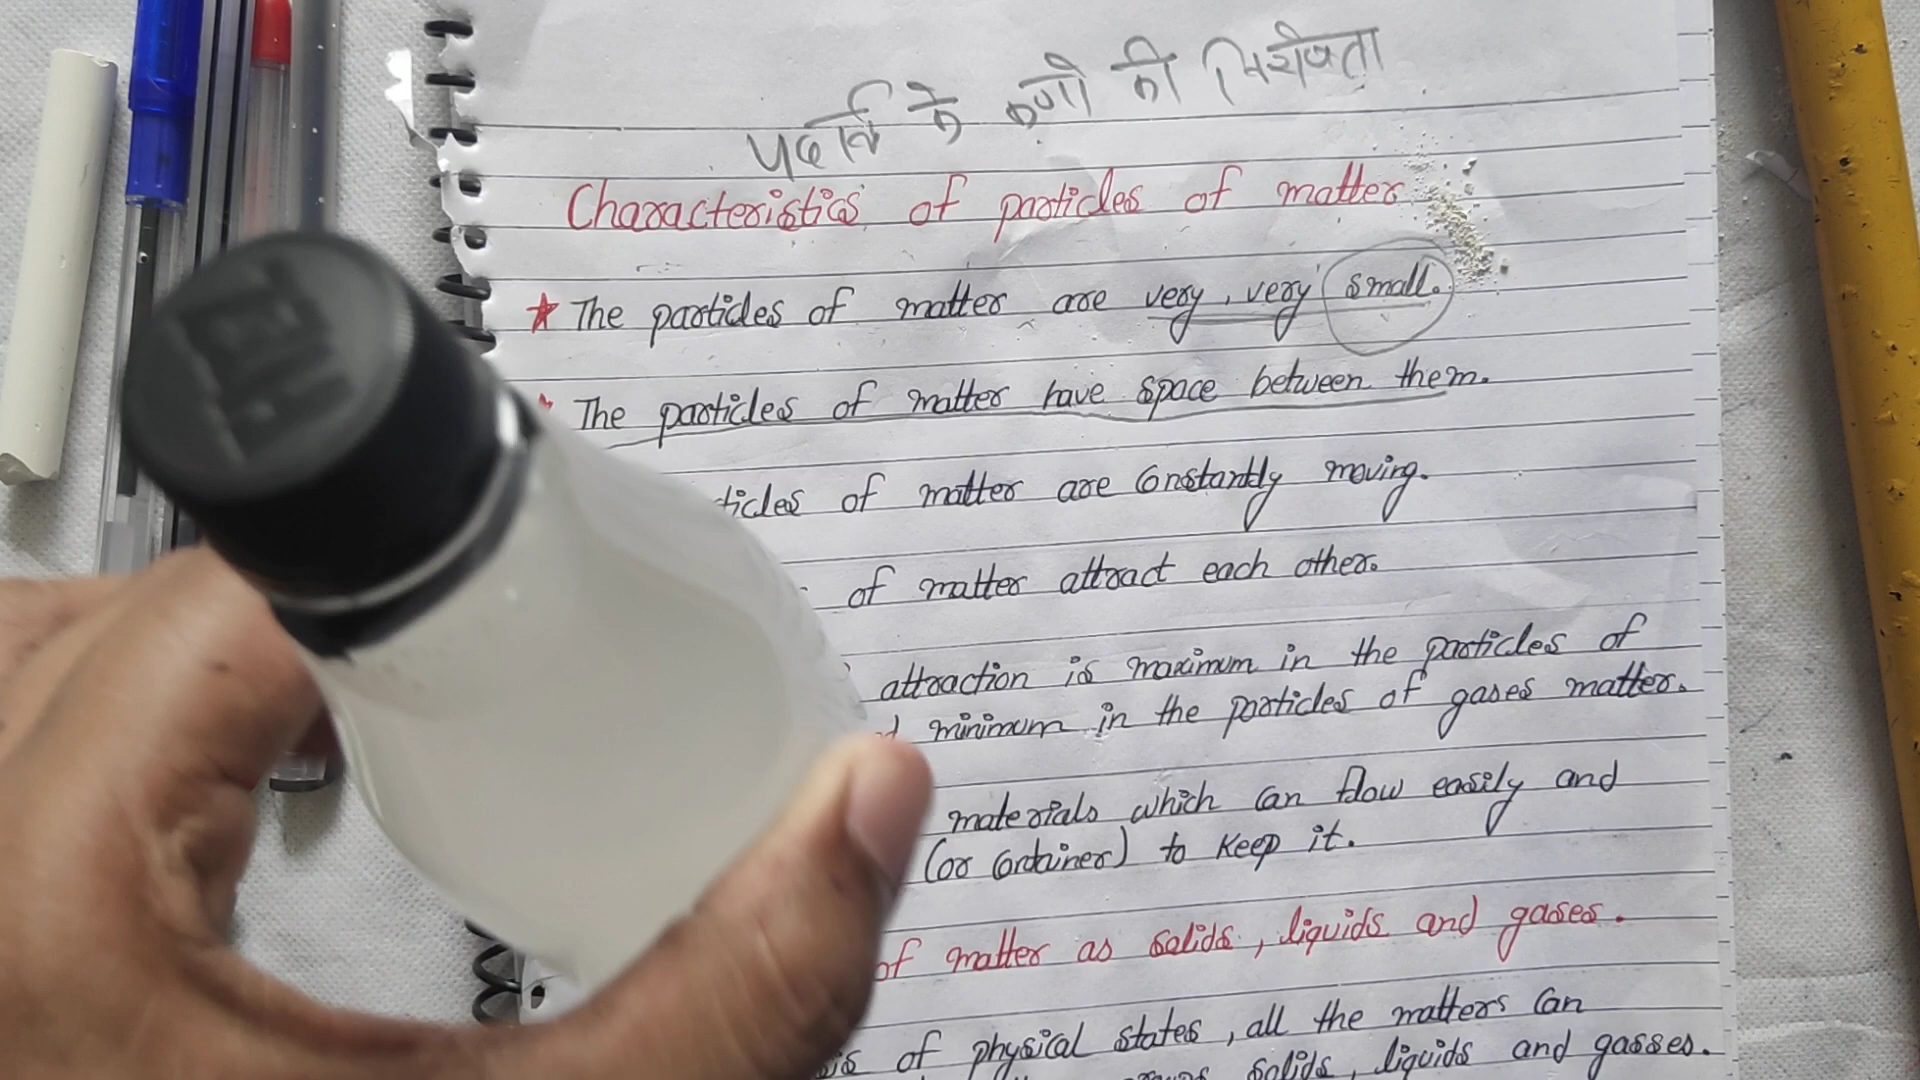 पदार्थ के कणो की विशेषता
Characteristics of particles of matter
★ The particles of matter are very, very small.
The particles of matter have space between them.
of matter are Constantly moving.
of matter attract each other.
attraction is maximum in the particles of
minimum in the particles of gases matter.
materials which can flow easily and
(or Container) to keep it.
of matter as solids, liquids and gases.
of physical states, all the matters can
solids, liquids and gasses.